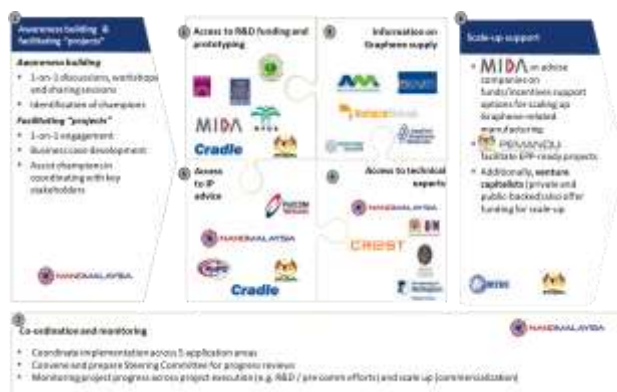 Awareness building &
facilitating "projects"
Awareness building
1-on-1 discussions, workshops
and sharing sessions
Identification of champions
Facilitating "projects"
1-on-1 engagement
Business case development
Assist champions in
coordinating with key
stakeholders
NANOMALAYSIA
Access to R&D funding and
prototyping
MIDA
Cradle
Information on
Graphene supply
Access
to IP
advice
NANOMALAYSIA
Cradle
Access to technical
experts
NANOMALAYSIA
CREST
Scale-up support
MIDA to advise
companies on
funds/incentives support
options for scaling up
Graphene-related
manufacturing
PEMANDU
facilitate EPP-ready projects
Additionally, venture
capitalists (private and
public-backed) also offer
funding for scale-up
Co-ordination and monitoring
NANOMALAYSIA
Coordinate implementation across 5 application areas
Convene and prepare Steering Committee for progress reviews
Monitoring project progress across project execution (e.g. R&D / pre comm efforts) and scale up (commercialization)